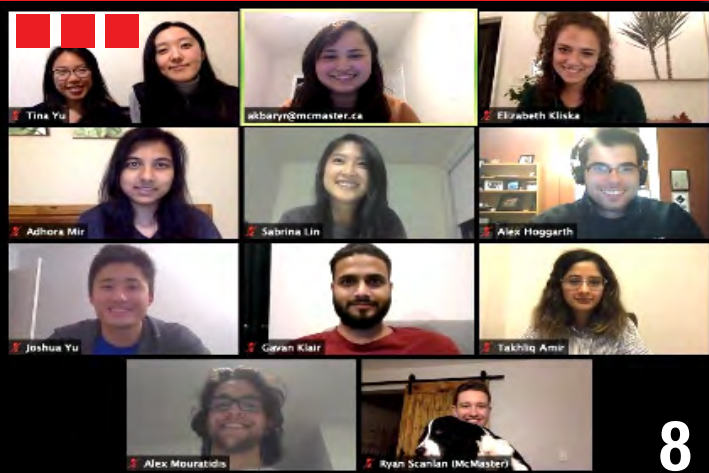 Tina Yu
akbaryr@mcmaster.ca
Elizabeth Kliska
Adhora Mir
Sabrina Lin
Alex Hoggarth
Joshua Yu
Gavan Klair
Takhliq Amir
Alex Mouratidis
Ryan Scanlan (McMaster)
8